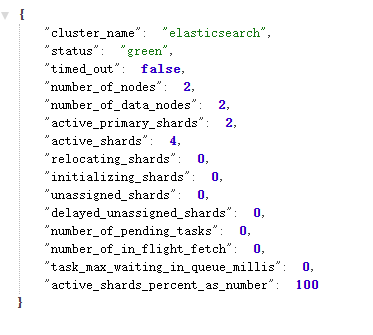 {
"cluster_name": "elasticsearch",
"status": "green",
"timed_out": false,
"number_of_nodes": 2,
"number_of_data_nodes": 2,
"active_primary_shards": 2,
"active_shards": 4,
"relocating_shards": 0,
"initializing_shards": 0,
"unassigned_shards": 0,
"delayed_unassigned_shards": 0,
"number_of_pending_tasks": 0,
"number_of_in_flight_fetch": 0,
"task_max_waiting_in_queue_millis": 0,
"active_shards_percent_as_number": 100
}